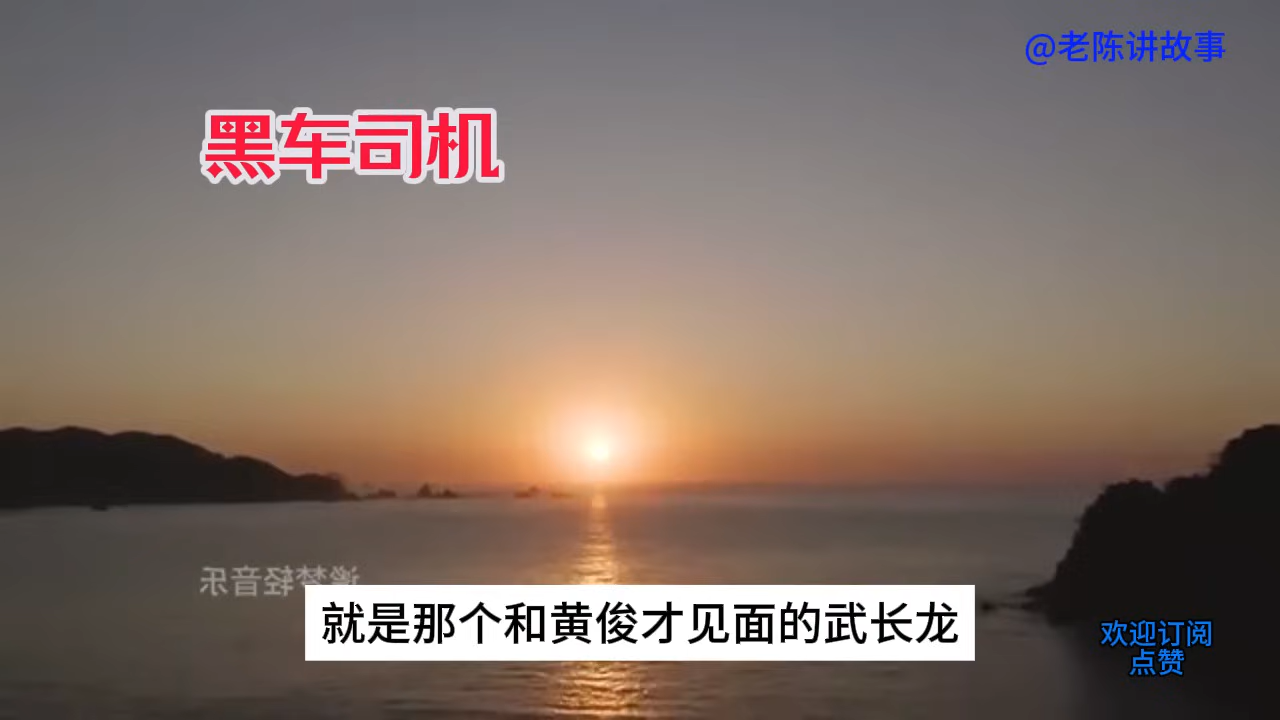 @老陈讲故事
黑车司机
就是那个和黄俊才见面的武长龙
欢迎订阅
点赞